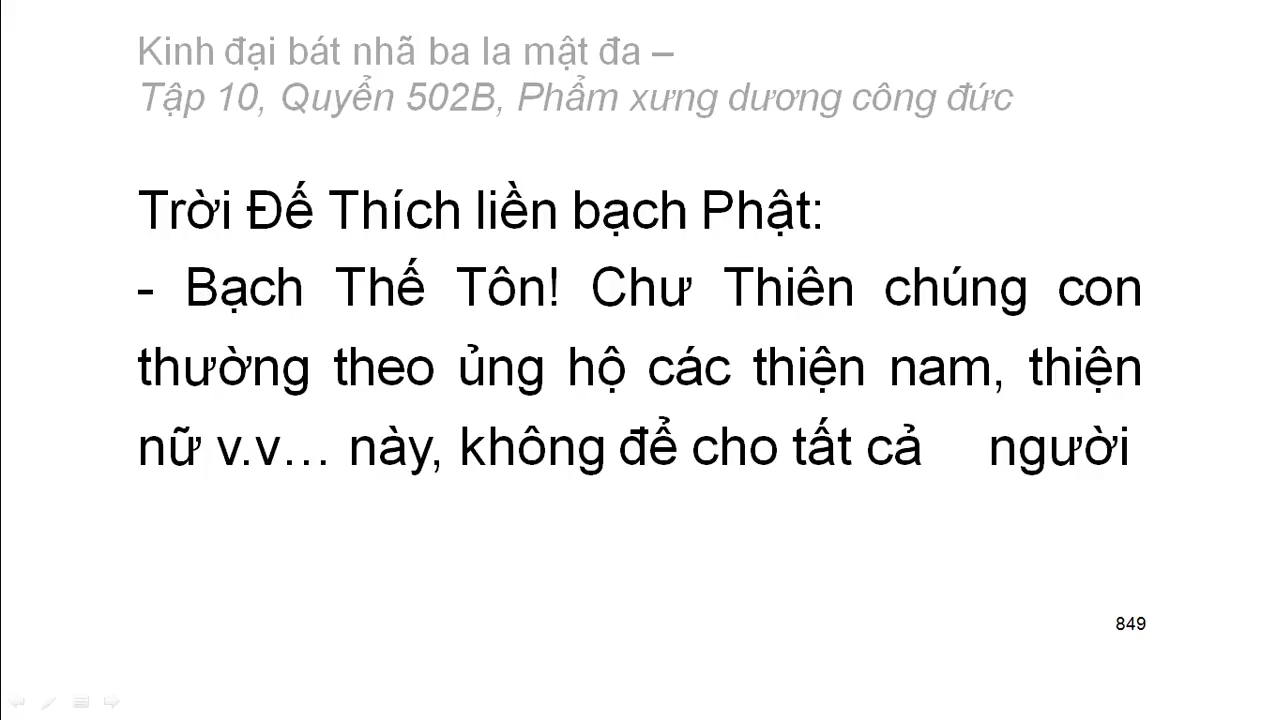 Kinh đại bát nhã ba la mật đa –
Tập 10, Quyển 502B, Phẩm xưng dương công đức
Trời Đế Thích liền bạch Phật:
- Bạch Thế Tôn! Chư Thiên chúng con
thường theo ủng hộ các thiện nam, thiện
nữ v.v… này, không để cho tất cả người
849